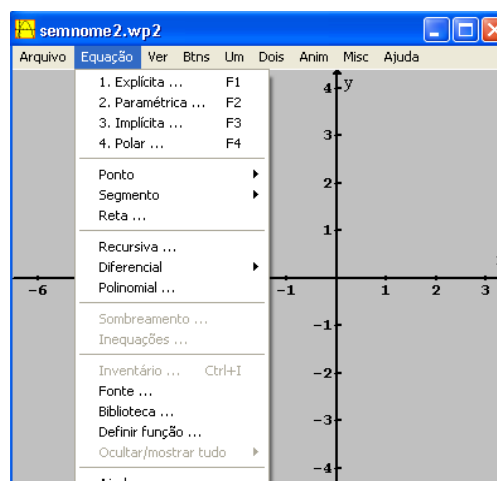 semnome2.wp2
Arquivo Equação Ver Btns Um Dois Anim Misc Ajuda
1. Explícita ... F1
2. Paramétrica ... F2
3. Implícita ... F3
4. Polar ... F4
Ponto
Segmento
Reta ...
Recursiva ...
Diferencial
Polinomial ...
Sombreamento ...
Inequações ...
Inventário ... Ctrl+I
Fonte ...
Biblioteca ...
Definir função ...
Ocultar/mostrar tudo
y
4
3
2
1
-6 -1 1 2 3
-1
-2
-3
-4